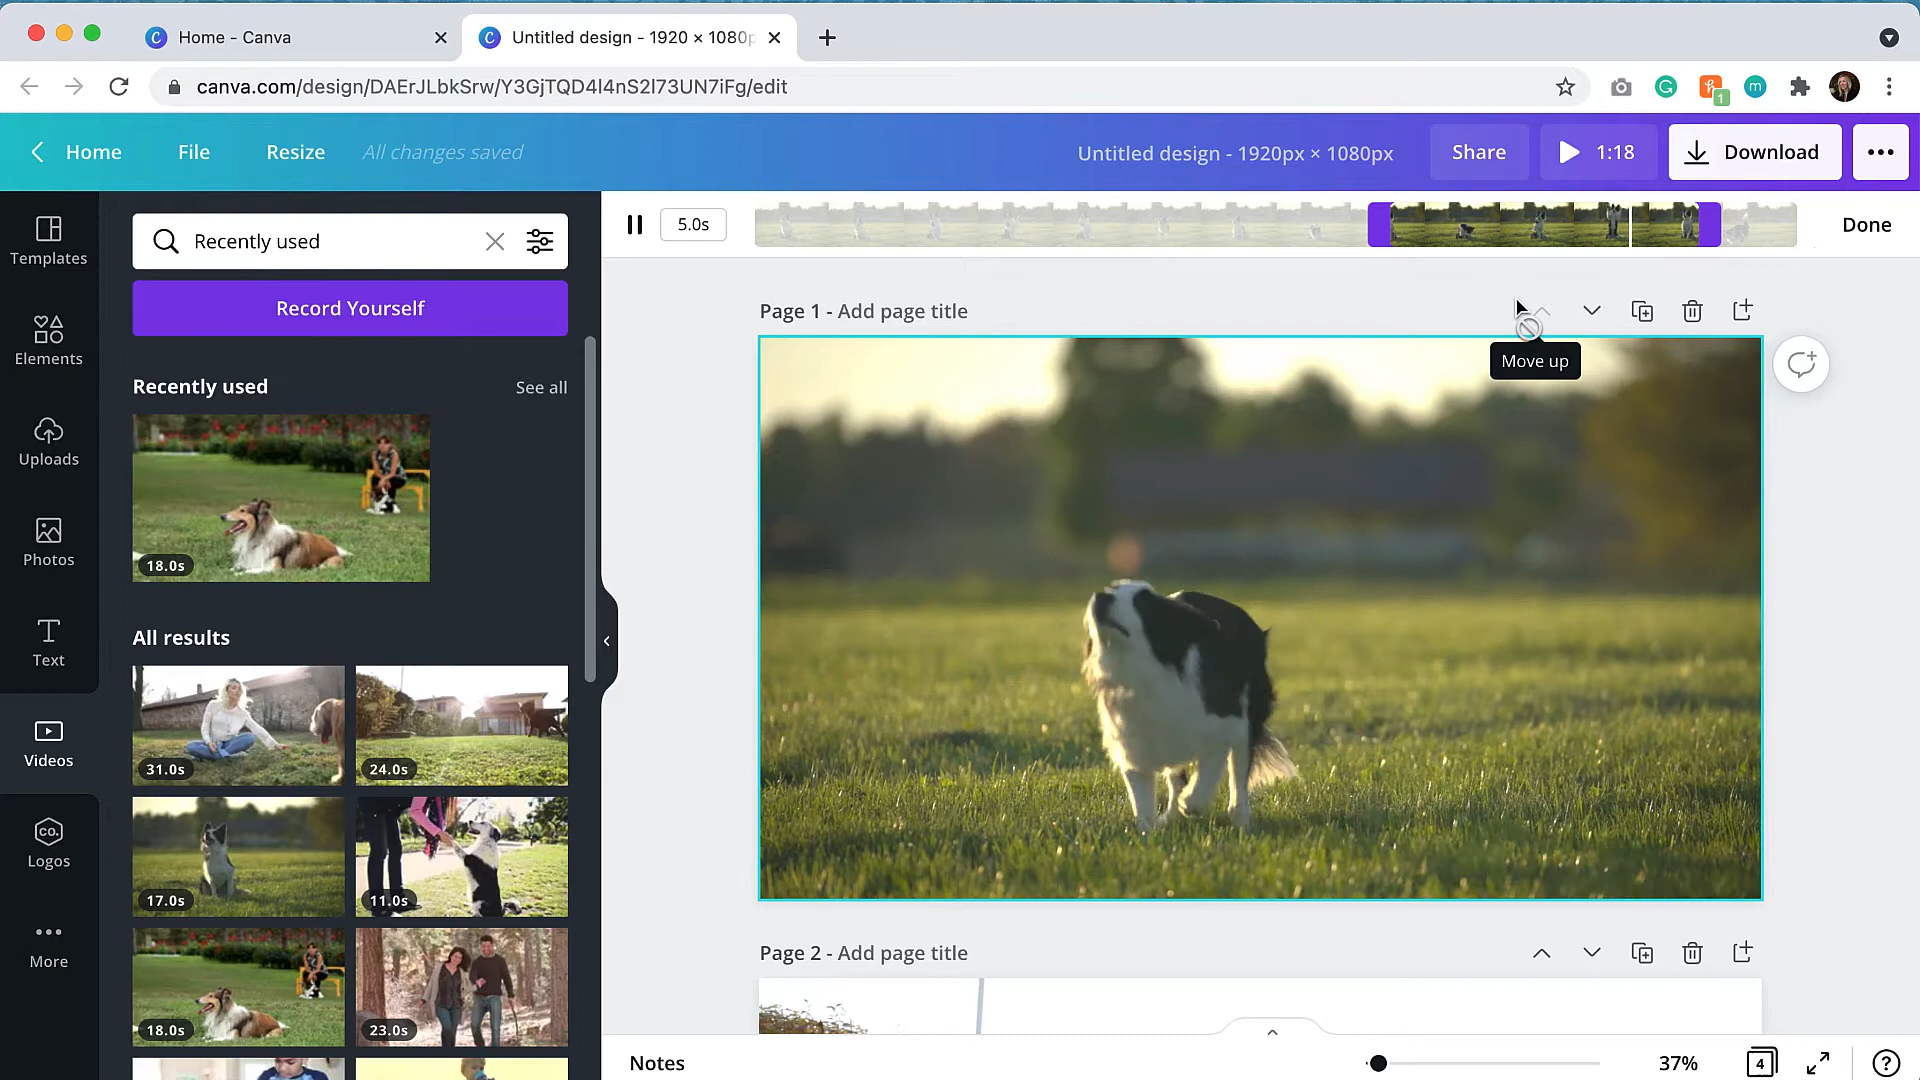 Home - Canva
Untitled design - 1920 × 1080p
canva.com/design/DAErJLbkSrw/Y3GjTQD4l4nS2l73UN7iFg/edit
1
Home
File
Resize
All changes saved
Untitled design - 1920px × 1080px
Share
1:18
Download
Templates
Elements
Uploads
Photos
Text
Videos
CO.
Logos
More
Recently used
Record Yourself
Recently used
See all
18.0s
All results
31.0s
24.0s
17.0s
11.0s
18.0s
23.0s
5.0s
Done
Page 1 - Add page title
Move up
Page 2 - Add page title
Notes
37%
4
?